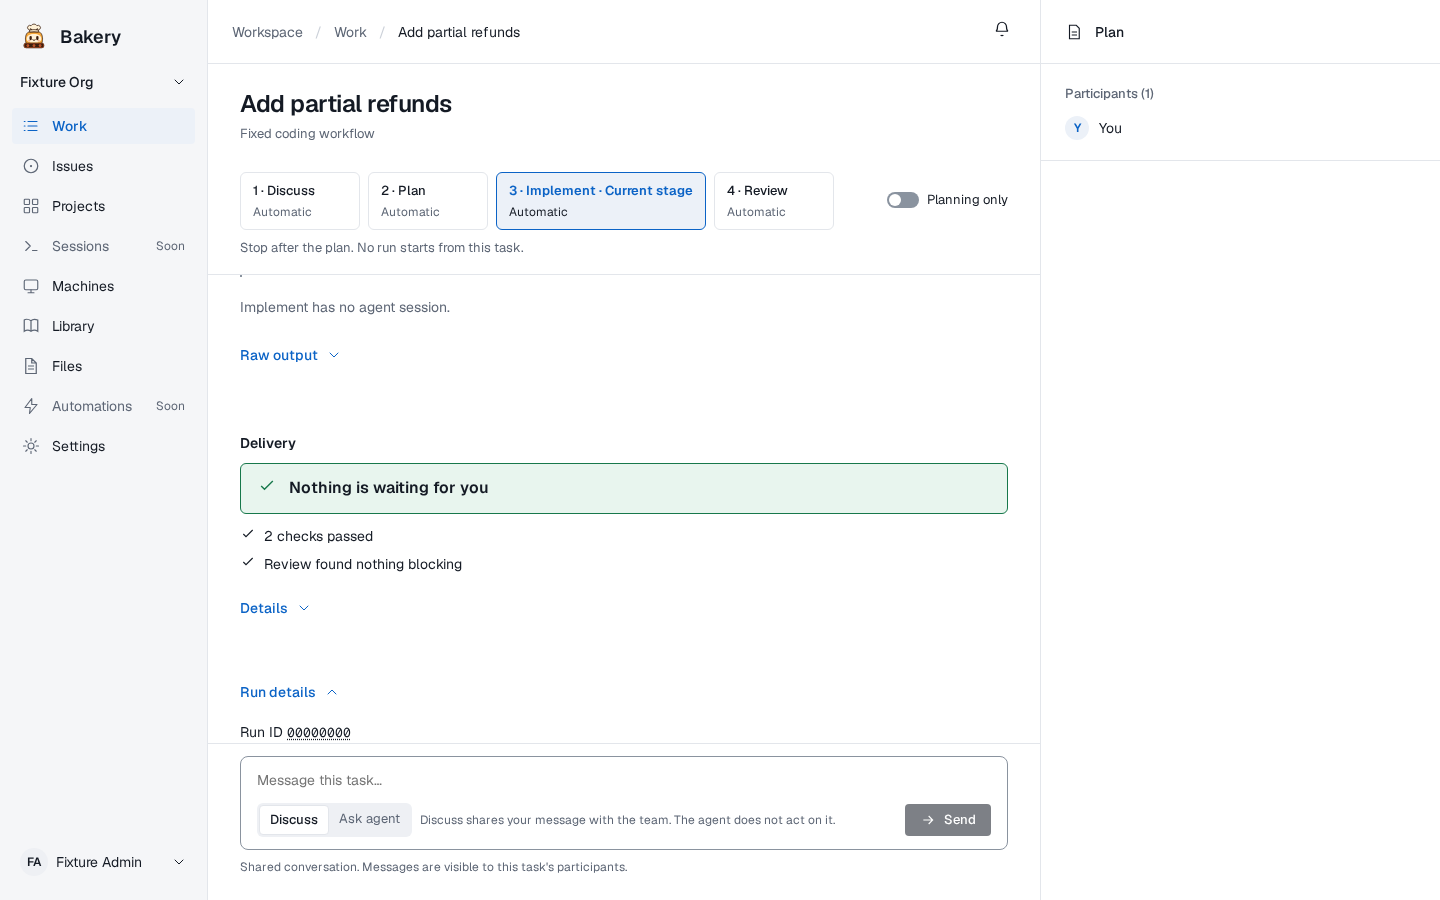 Bakery
Fixture Org
Work
Issues
Projects
Sessions Soon
Machines
Library
Files
Automations Soon
Settings
FA Fixture Admin
Workspace / Work / Add partial refunds
Add partial refunds
Fixed coding workflow
1 · Discuss
Automatic
2 · Plan
Automatic
3 · Implement · Current stage
Automatic
4 · Review
Automatic
Planning only
Stop after the plan. No run starts from this task.
Implement has no agent session.
Raw output
Delivery
Nothing is waiting for you
2 checks passed
Review found nothing blocking
Details
Run details
Run ID 00000000
Message this task…
Discuss Ask agent Discuss shares your message with the team. The agent does not act on it. Send
Shared conversation. Messages are visible to this task's participants.
Plan
Participants (1)
Y You